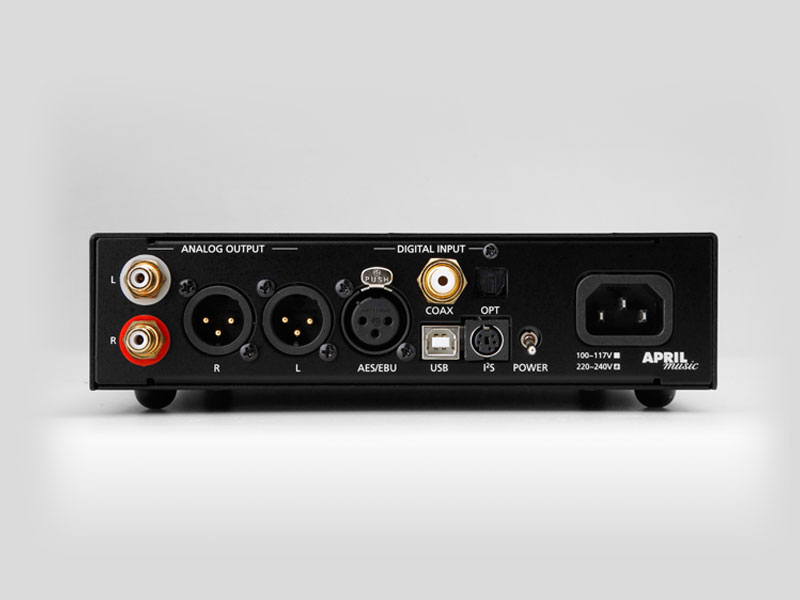 ANALOG OUTPUT
DIGITAL INPUT
L
PUSH
COAX
OPT
R
R
L
AES/EBU
USB
I²S
POWER
100~117V
220~240V
APRIL
music